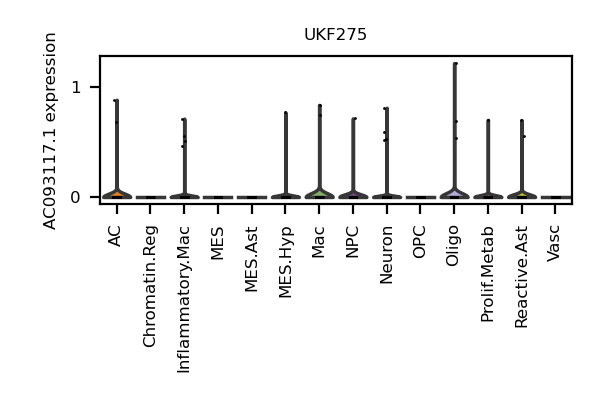 UKF275
AC093117.1 expression
1
0
AC
Chromatin.Reg
Inflammatory.Mac
MES
MES.Ast
MES.Hyp
Mac
NPC
Neuron
OPC
Oligo
Prolif.Metab
Reactive.Ast
Vasc